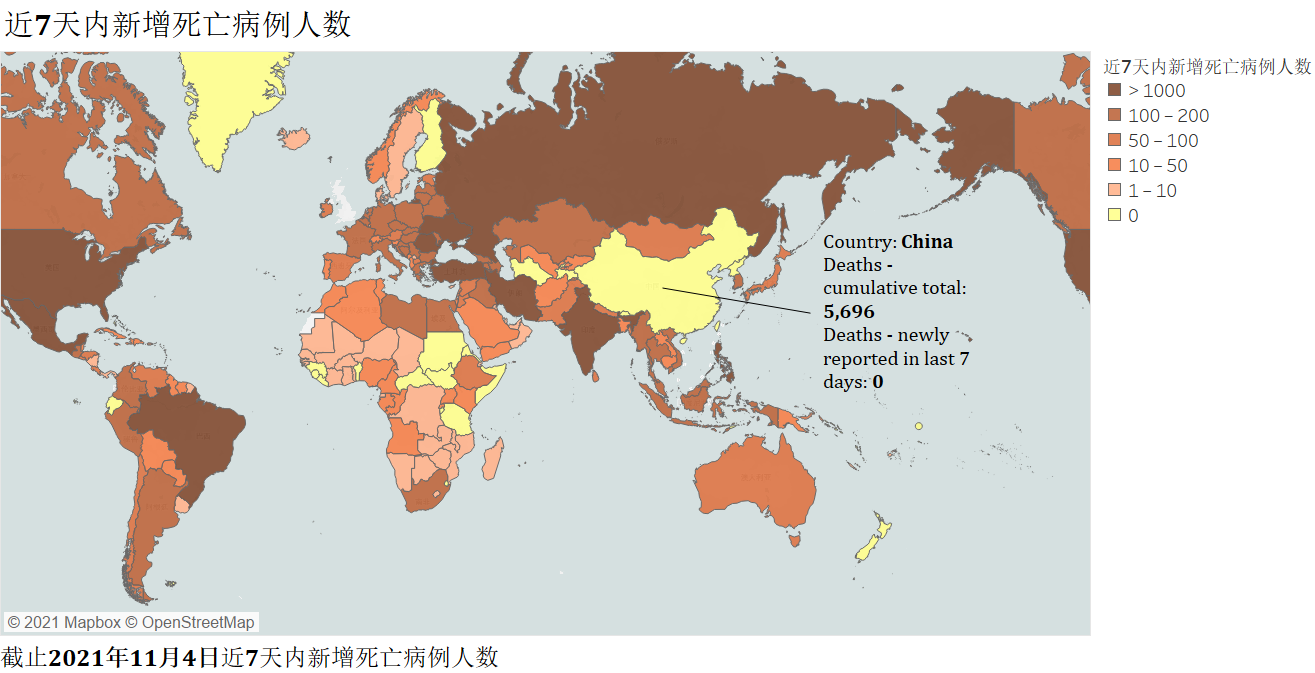 近7天内新增死亡病例人数
近7天内新增死亡病例人数
> 1000
100 – 200
50 – 100
10 – 50
1 – 10
0
Country: China
Deaths -
cumulative total:
5,696
Deaths - newly
reported in last 7
days: 0
© 2021 Mapbox © OpenStreetMap
截止2021年11月4日近7天内新增死亡病例人数